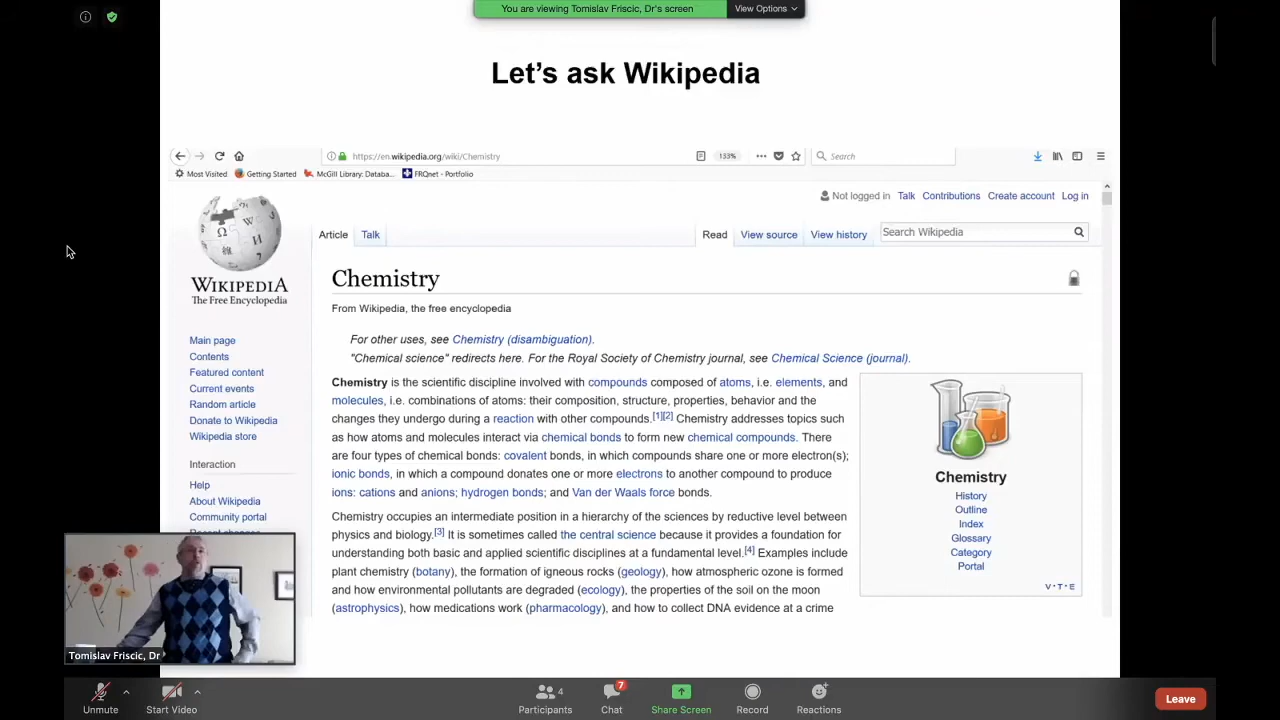 You are viewing Tomislav Friscic, Dr's screen
View Options
Let's ask Wikipedia
https://en.wikipedia.org/wiki/Chemistry
133%
Search
Most Visited
Getting Started
McGill Library: Databa...
FRQnet - Portfolio
Not logged in Talk Contributions Create account Log in
WIKIPEDIA
The Free Encyclopedia
Article Talk
Read View source View history
Search Wikipedia
Main page
Contents
Featured content
Current events
Random article
Donate to Wikipedia
Wikipedia store
Interaction
Help
About Wikipedia
Community portal
Chemistry
From Wikipedia, the free encyclopedia
For other uses, see Chemistry (disambiguation).
"Chemical science" redirects here. For the Royal Society of Chemistry journal, see Chemical Science (journal).
Chemistry is the scientific discipline involved with compounds composed of atoms, i.e. elements, and
molecules, i.e. combinations of atoms: their composition, structure, properties, behavior and the
changes they undergo during a reaction with other compounds.[1][2] Chemistry addresses topics such
as how atoms and molecules interact via chemical bonds to form new chemical compounds. There
are four types of chemical bonds: covalent bonds, in which compounds share one or more electron(s);
ionic bonds, in which a compound donates one or more electrons to another compound to produce
ions: cations and anions; hydrogen bonds; and Van der Waals force bonds.
Chemistry occupies an intermediate position in a hierarchy of the sciences by reductive level between
physics and biology.[3] It is sometimes called the central science because it provides a foundation for
understanding both basic and applied scientific disciplines at a fundamental level.[4] Examples include
plant chemistry (botany), the formation of igneous rocks (geology), how atmospheric ozone is formed
and how environmental pollutants are degraded (ecology), the properties of the soil on the moon
(astrophysics), how medications work (pharmacology), and how to collect DNA evidence at a crime
Chemistry
History
Outline
Index
Glossary
Category
Portal
V·T·E
Tomislav Friscic, Dr
Unmute
Start Video
4
Participants
7
Chat
Share Screen
Record
Reactions
Leave